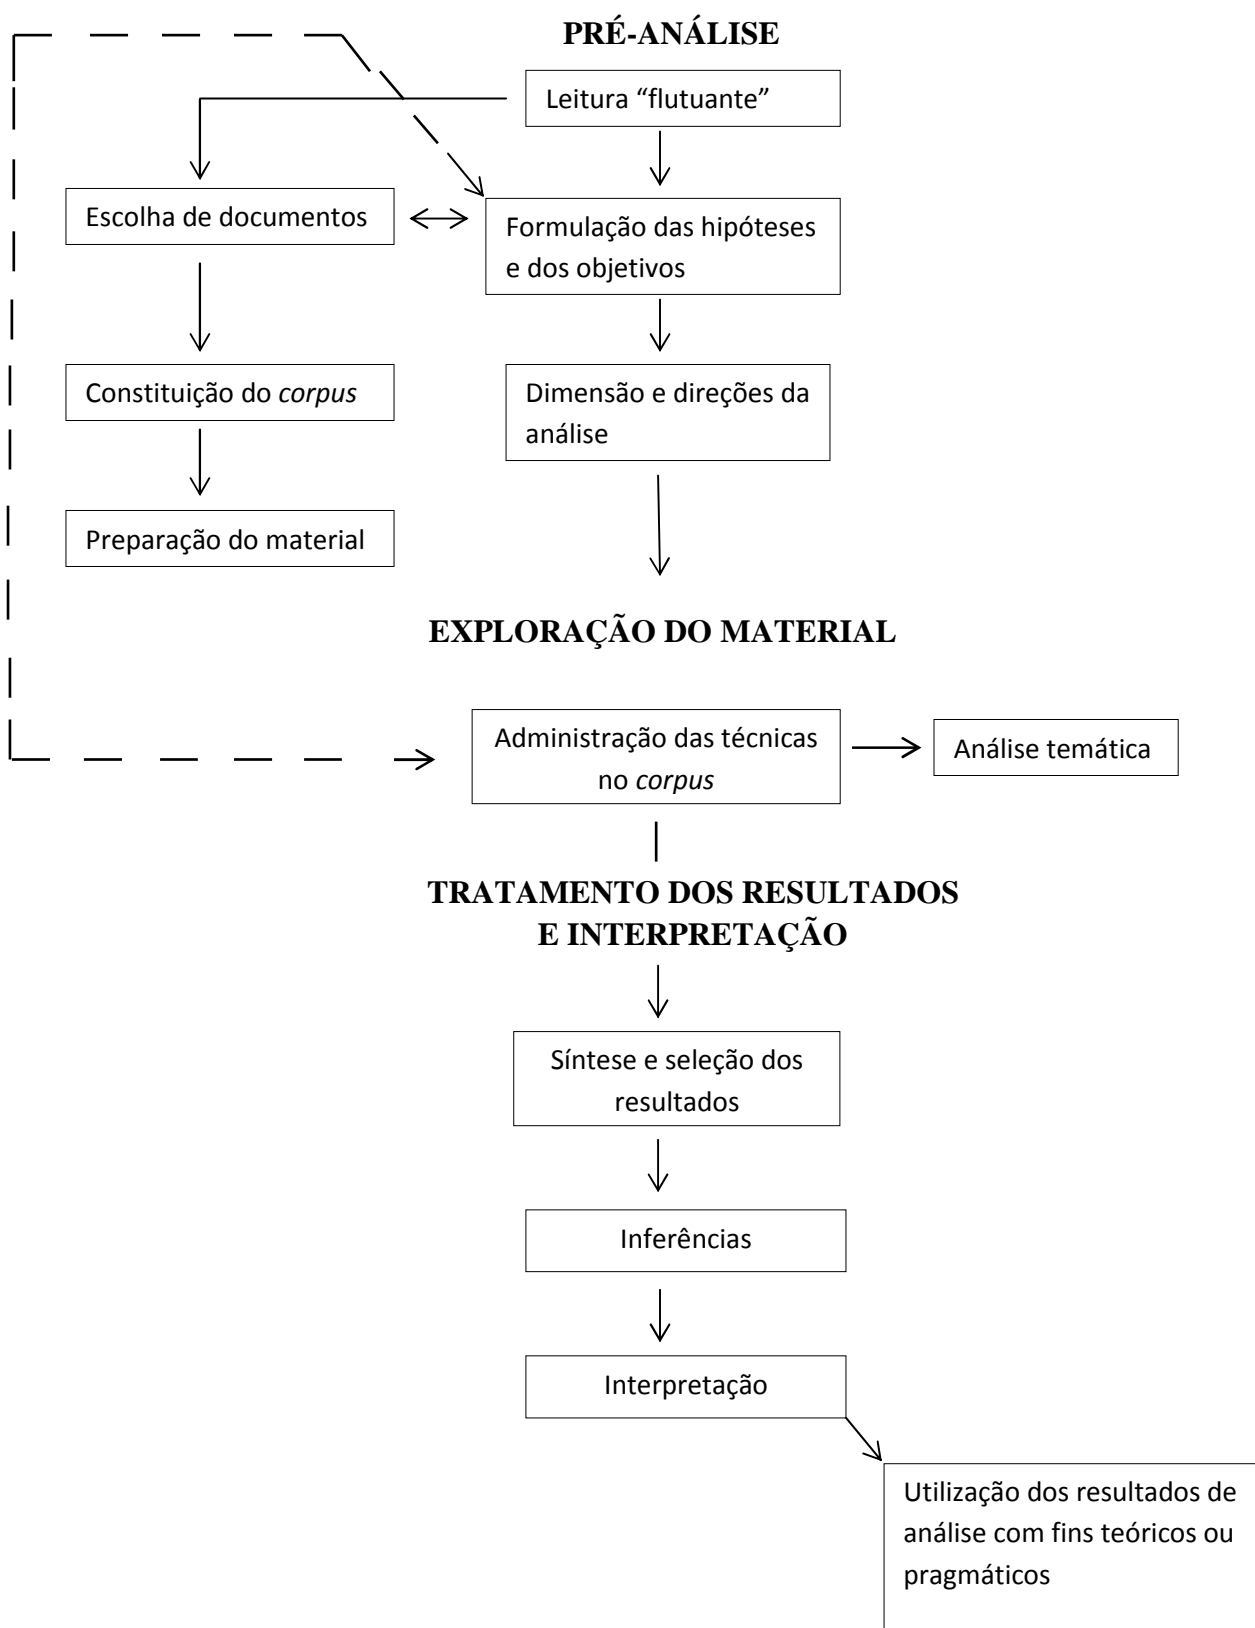 PRÉ-ANÁLISE
Leitura “flutuante”
Escolha de documentos
Formulação das hipóteses
e dos objetivos
Constituição do corpus
Dimensão e direções da
análise
Preparação do material
EXPLORAÇÃO DO MATERIAL
Administração das técnicas
no corpus
Análise temática
TRATAMENTO DOS RESULTADOS
E INTERPRETAÇÃO
Síntese e seleção dos
resultados
Inferências
Interpretação
Utilização dos resultados de
análise com fins teóricos ou
pragmáticos